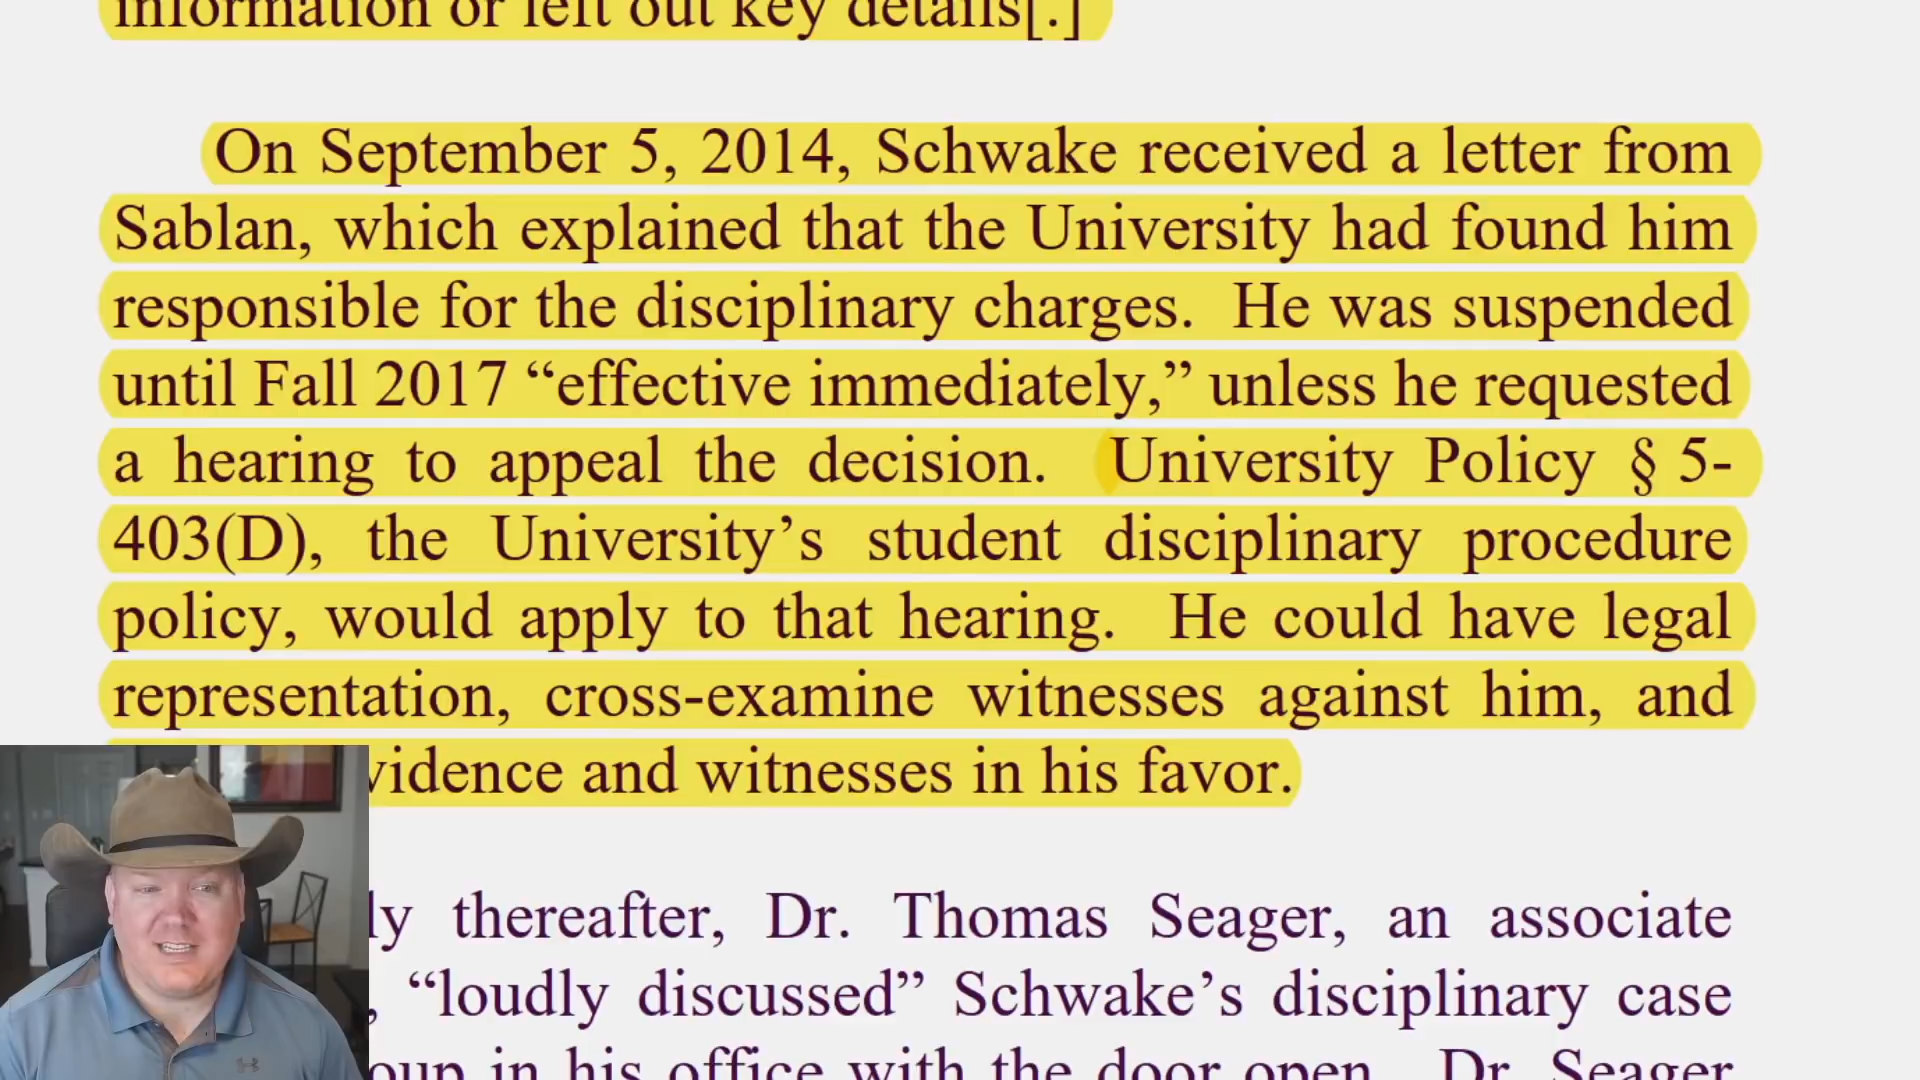 information or left out key details[.]
On September 5, 2014, Schwake received a letter from
Sablan, which explained that the University had found him
responsible for the disciplinary charges. He was suspended
until Fall 2017 “effective immediately,” unless he requested
a hearing to appeal the decision. University Policy § 5-
403(D), the University’s student disciplinary procedure
policy, would apply to that hearing. He could have legal
representation, cross-examine witnesses against him, and
vidence and witnesses in his favor.
ly thereafter, Dr. Thomas Seager, an associate
, “loudly discussed” Schwake’s disciplinary case
oup in his office with the door open. Dr. Seager